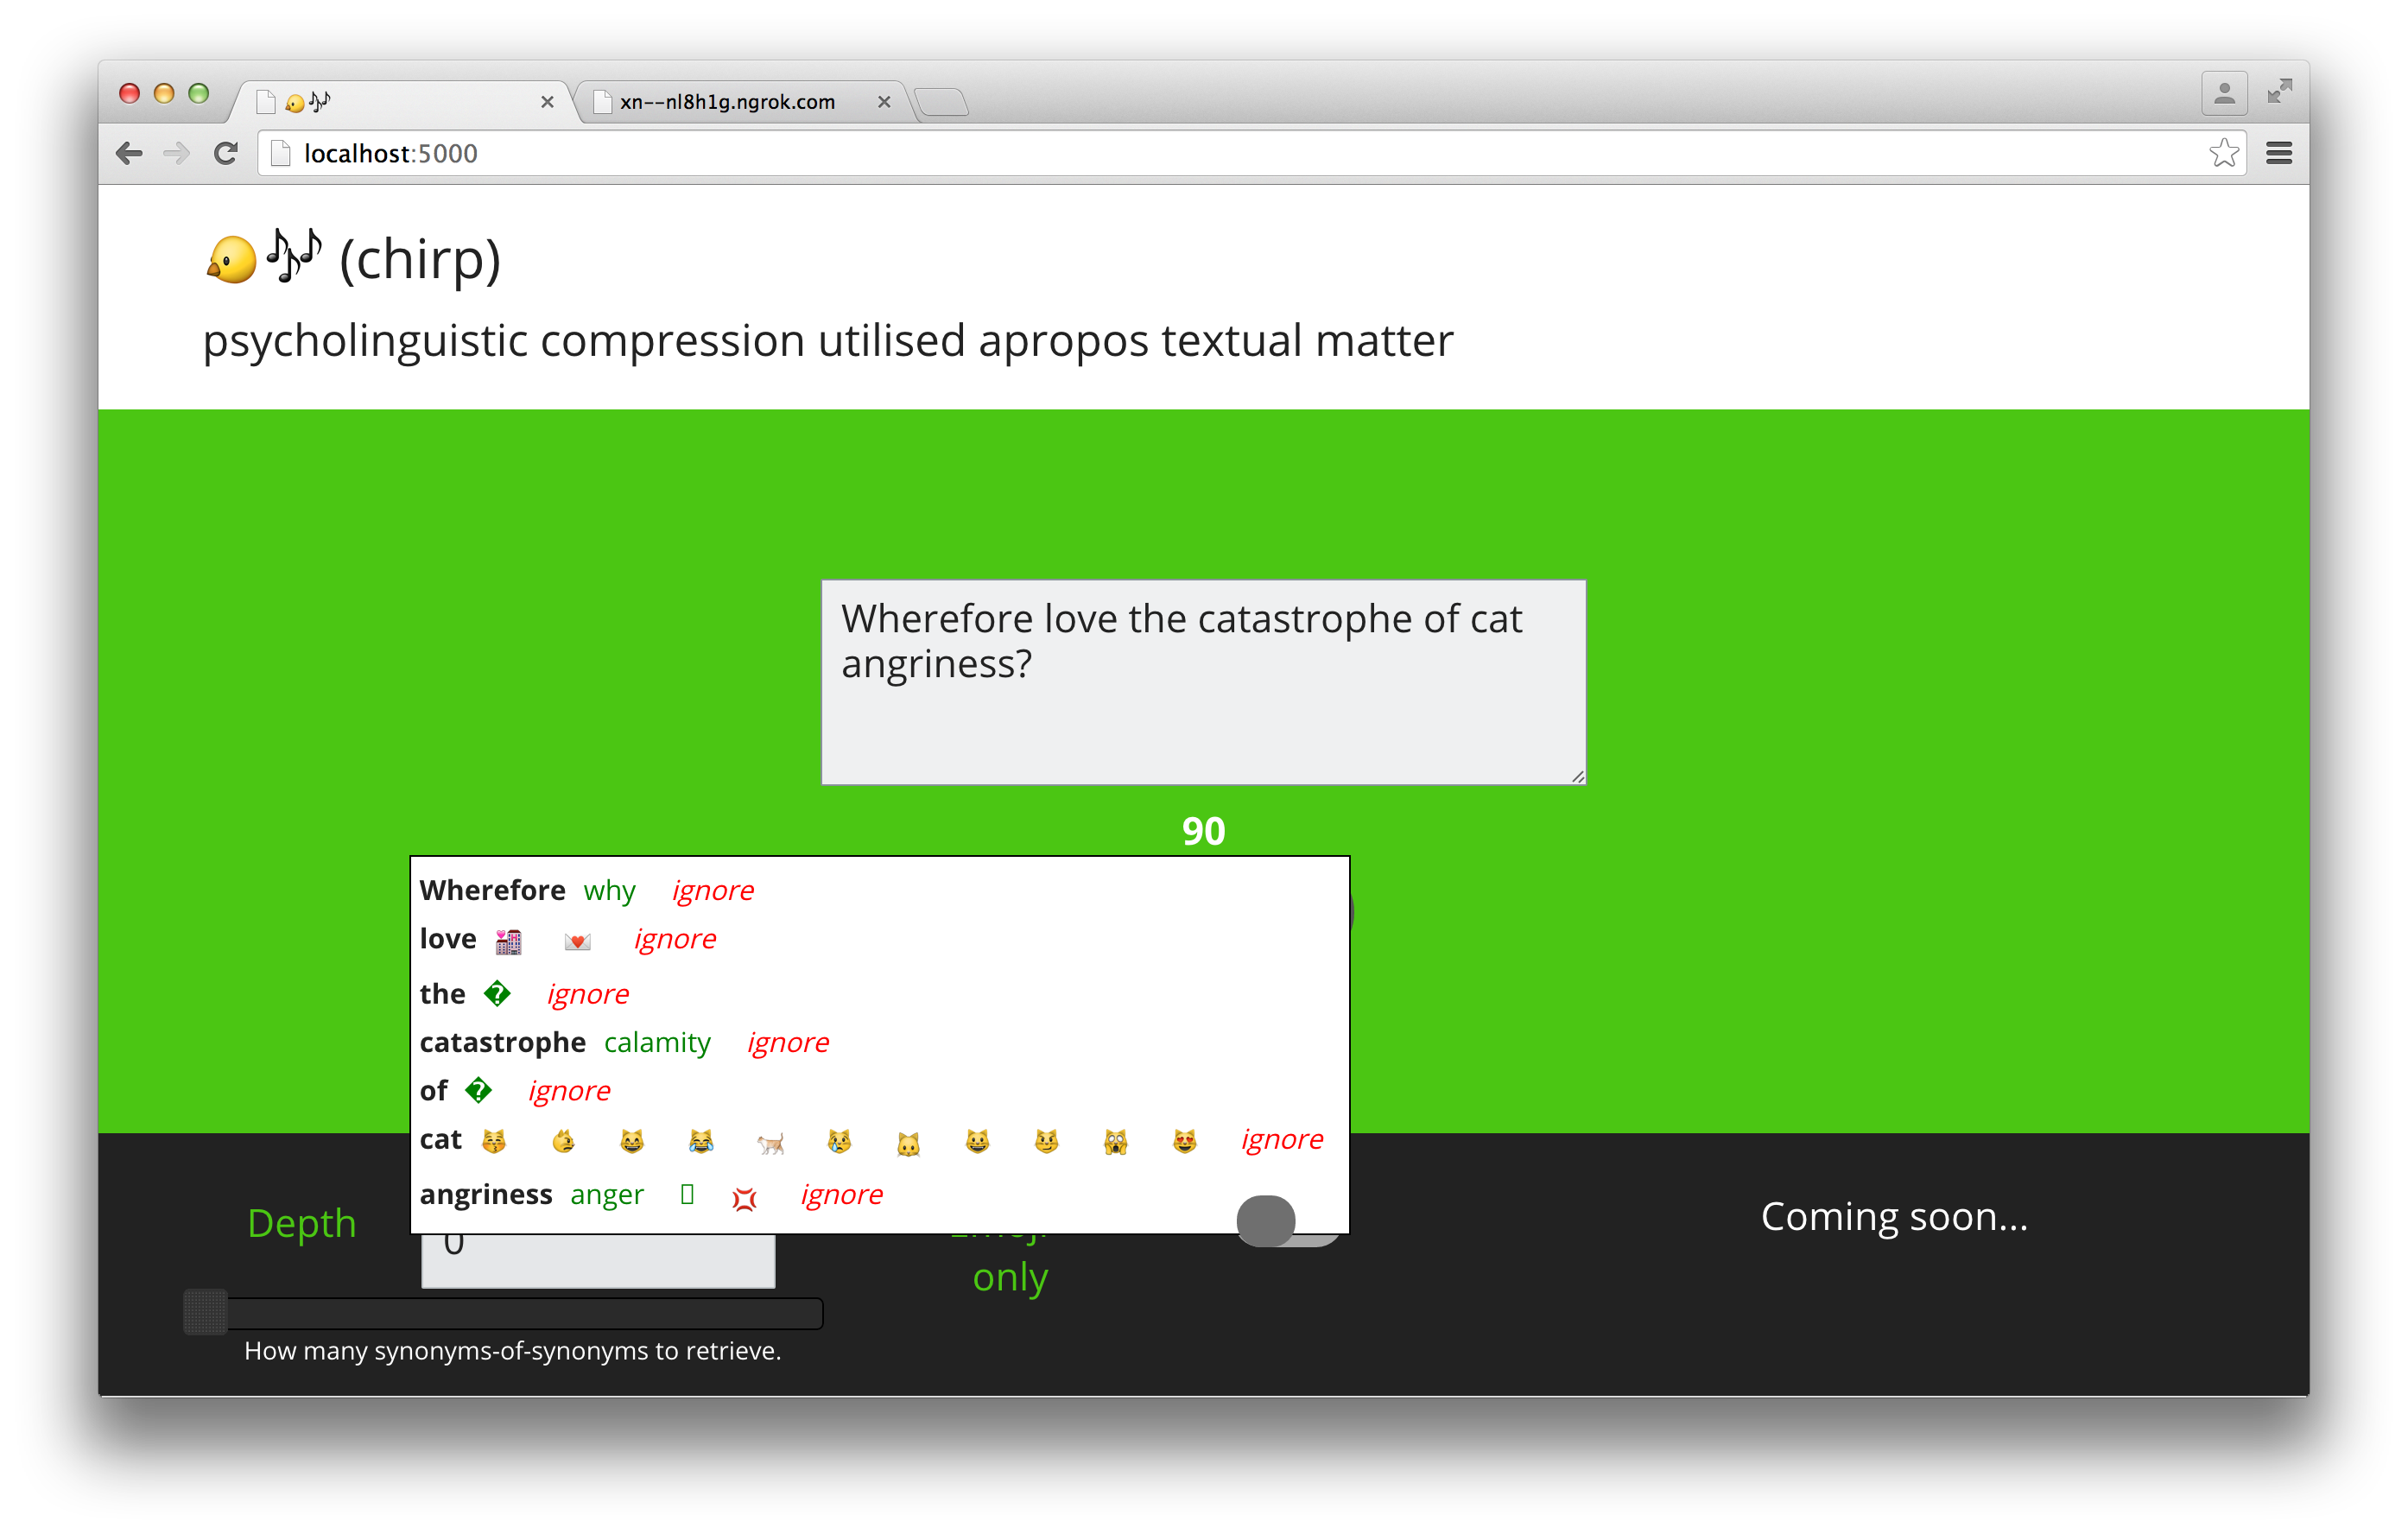 🐤🎶
xn--nl8h1g.ngrok.com
localhost:5000
🐤🎶 (chirp)
psycholinguistic compression utilised apropos textual matter
Wherefore love the catastrophe of cat
angriness?
90
Wherefore why ignore
love 🏩 💌 ignore
the � ignore
catastrophe calamity ignore
of � ignore
cat 😽 😼 😸 😹 🐈 😿 🐱 😺 😼 🙀 😻 ignore
angriness anger ▯ 💢 ignore
Depth
0
Emoji
only
Coming soon...
How many synonyms-of-synonyms to retrieve.